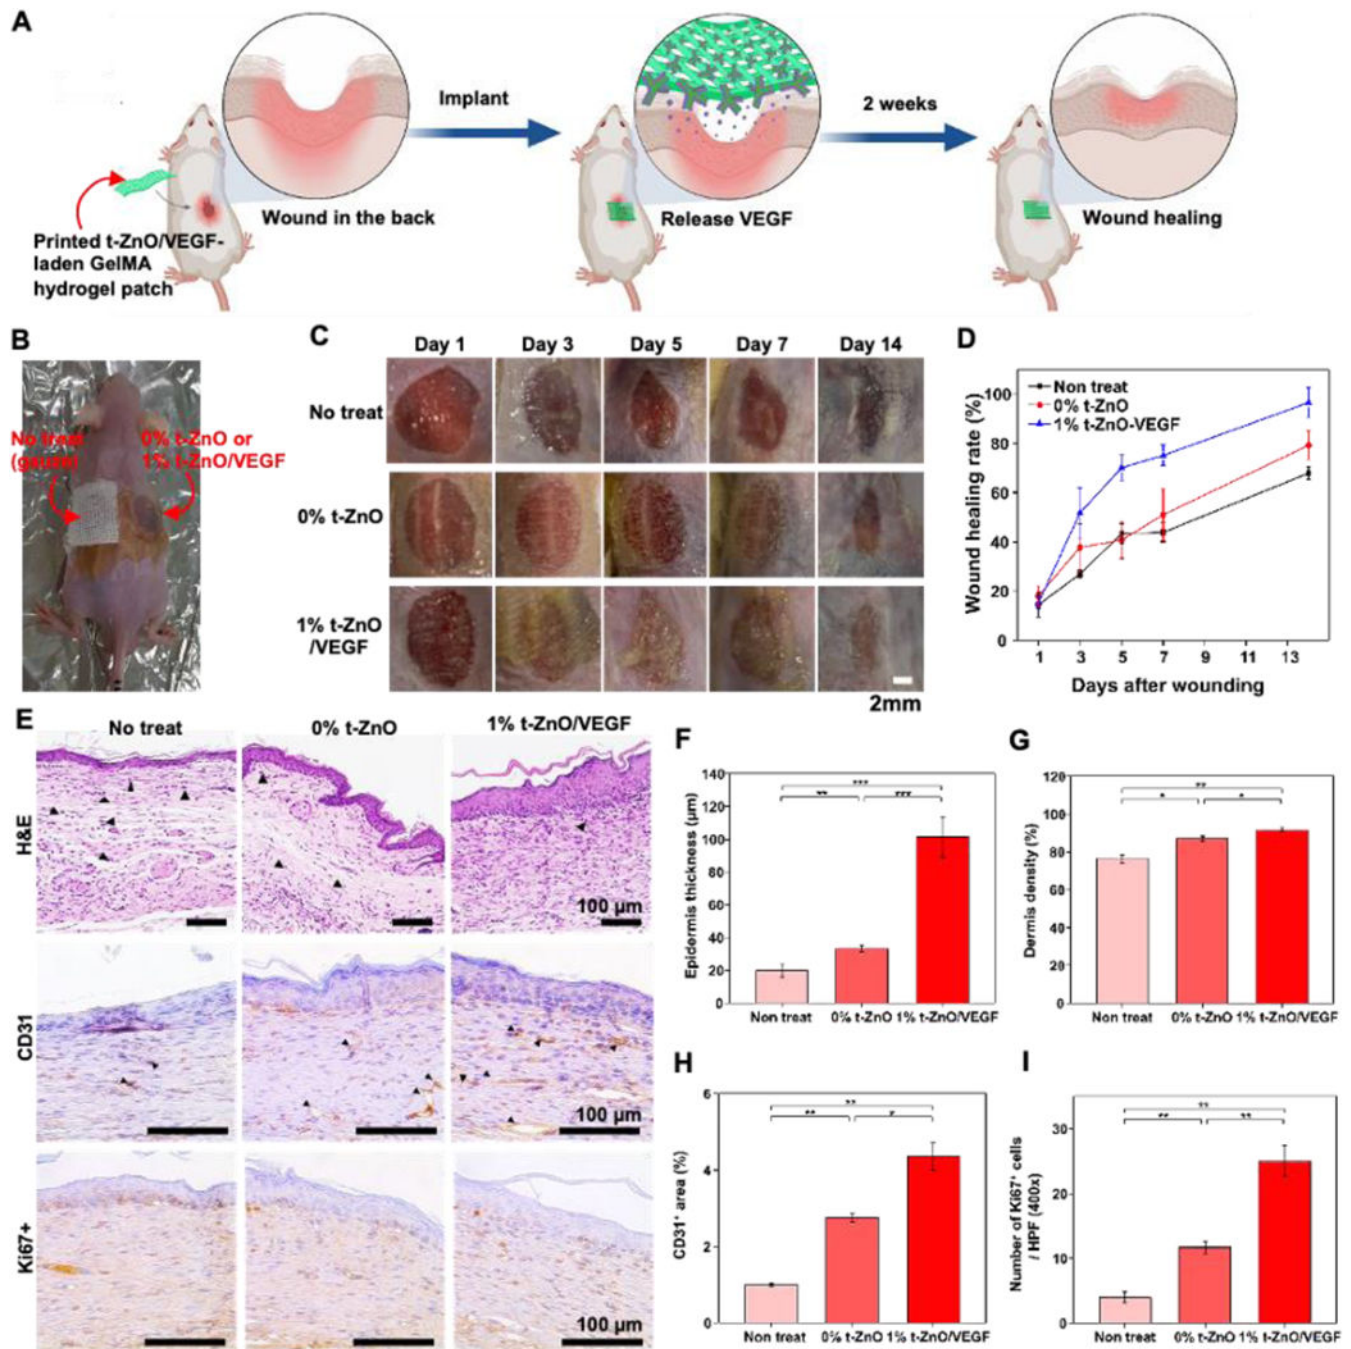 A
Implant
2 weeks
Wound in the back
Release VEGF
Wound healing
Printed t-ZnO/VEGF-
laden GelMA
hydrogel patch
B
No treat
(gauze)
0% t-ZnO or
1% t-ZnO/VEGF
C
Day 1
Day 3
Day 5
Day 7
Day 14
No treat
0% t-ZnO
1% t-ZnO
/VEGF
2mm
D
Wound healing rate (%)
100
80
60
40
20
0
Non treat
0% t-ZnO
1% t-ZnO-VEGF
1 3 5 7 9 11 13
Days after wounding
E
No treat
0% t-ZnO
1% t-ZnO/VEGF
H&E
100 µm
CD31
100 µm
Ki67+
100 µm
F
Epidermis thickness (µm)
140
120
100
80
60
40
20
0
***
**
***
Non treat 0% t-ZnO 1% t-ZnO/VEGF
G
Dermis density (%)
120
100
80
60
40
20
0
**
*
*
Non treat 0% t-ZnO 1% t-ZnO/VEGF
H
CD31⁺ area (%)
6
4
2
0
**
**
*
Non treat 0% t-ZnO 1% t-ZnO/VEGF
I
Number of Ki67⁺ cells
/ HPF (400x)
30
20
10
0
**
**
**
Non treat 0% t-ZnO 1% t-ZnO/VEGF